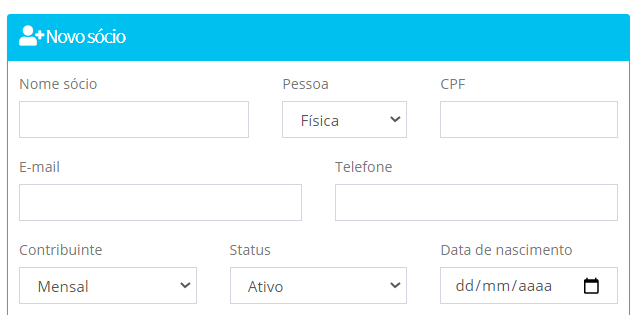 Novo sócio
Nome sócio Pessoa CPF
Física
E-mail Telefone
Contribuinte Status Data de nascimento
Mensal Ativo dd/mm/aaaa